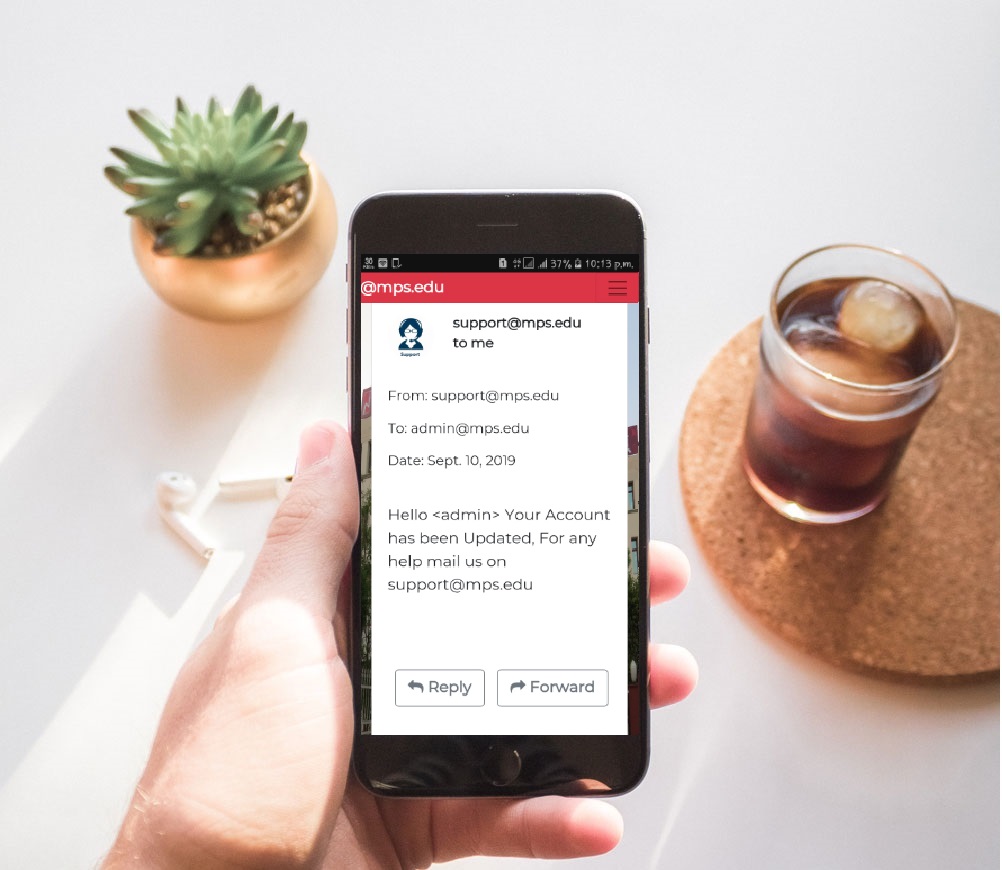 37% 10:13 p.m.
@mps.edu
support@mps.edu
to me
Support
From: support@mps.edu
To: admin@mps.edu
Date: Sept. 10, 2019
Hello <admin> Your Account
has been Updated, For any
help mail us on
support@mps.edu
Reply Forward